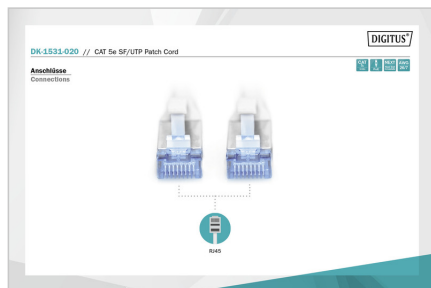 DIGITUS®
DK-1531-020 // CAT 5e SF/UTP Patch Cord
Anschlüsse
Connections
RJ45